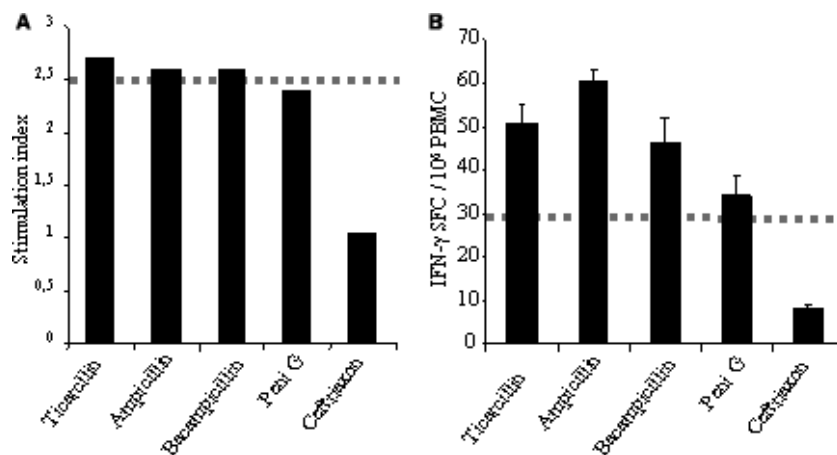 A
3
2,5
2
1,5
1
0,5
0
Stimulation index
Ticarcillin
Ampicillin
Bacampicillin
Peni G
Ceftriaxon
B
70
60
50
40
30
20
10
0
IFN-γ SFC / 10⁶ PBMC
Ticarcillin
Ampicillin
Bacampicillin
Peni G
Ceftriaxon